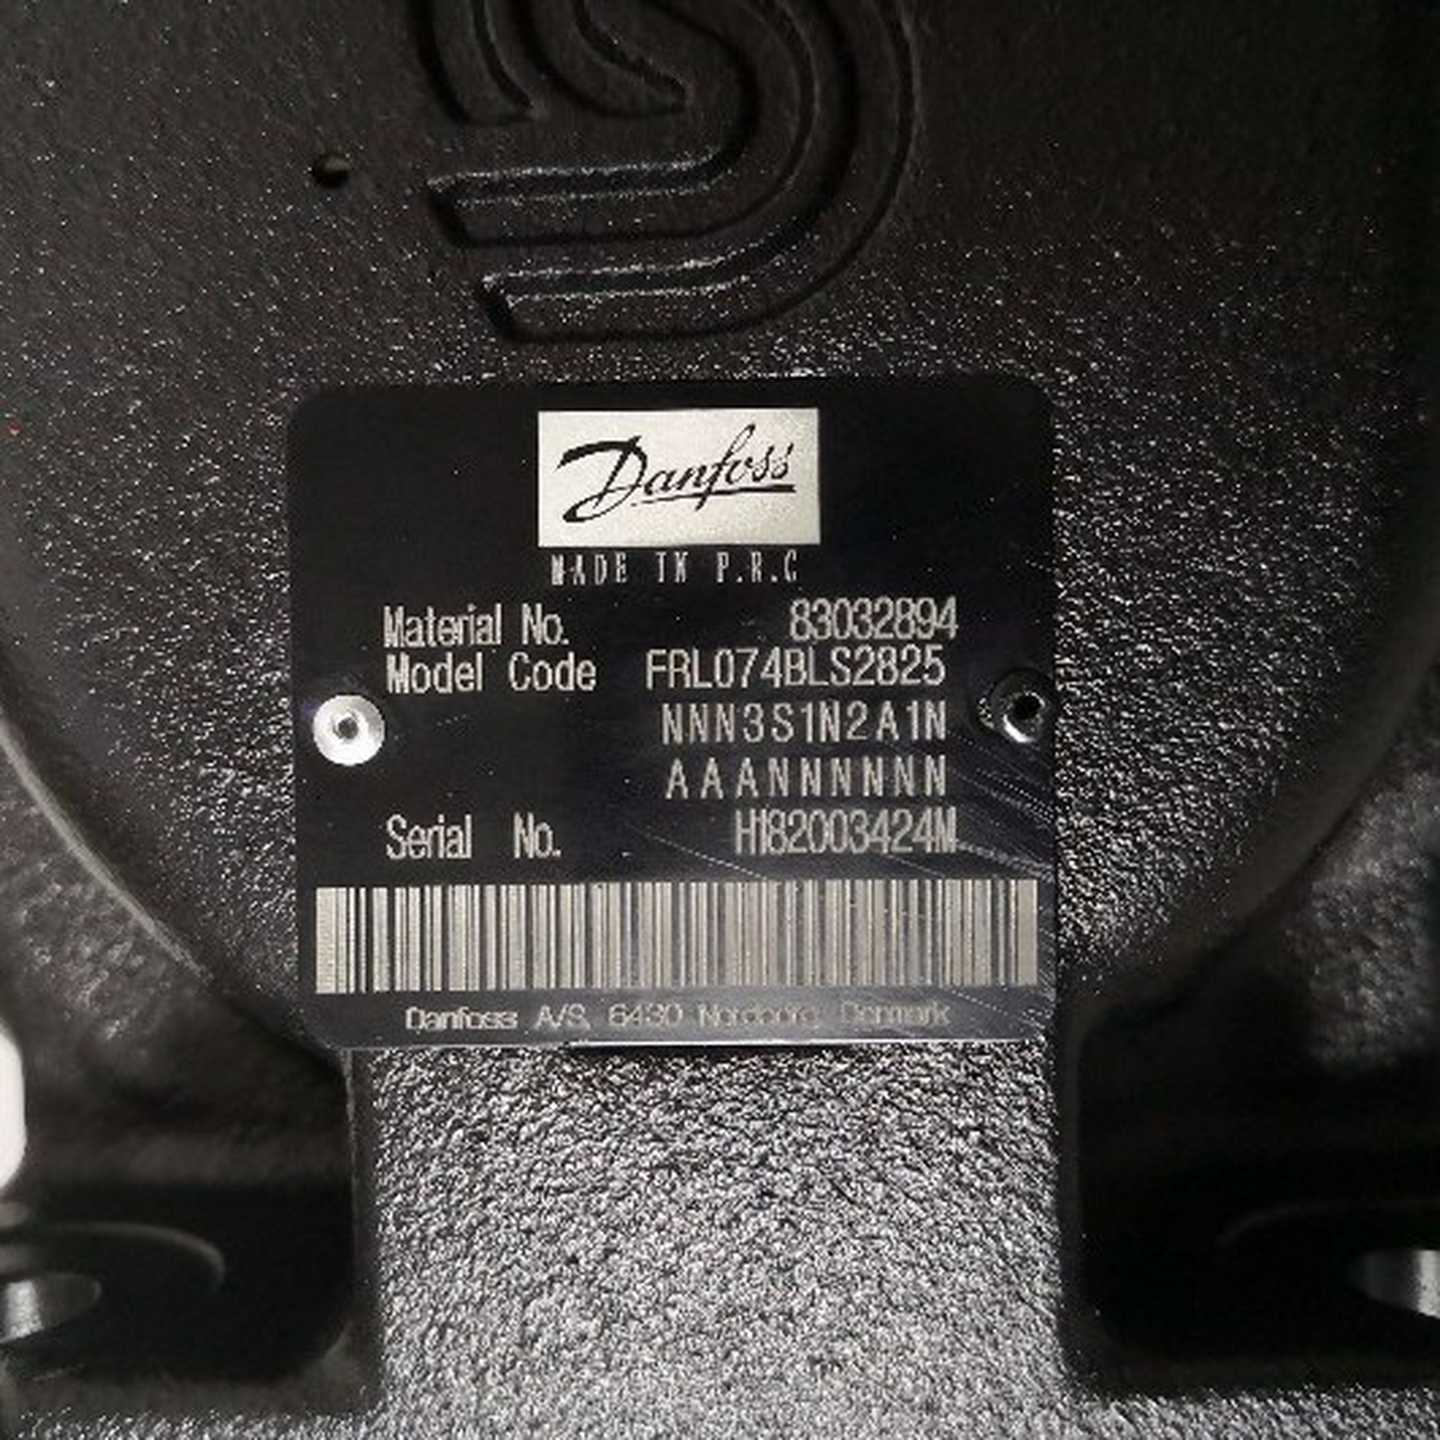 Danfoss
MADE IN P.R.C
Material No. 83032894
Model Code FRL074BLS2825
NNN3S1N2A1N
AAANNNNNN
Serial No. H182003424M
Danfoss A/S, 6430 Nordborg, Denmark